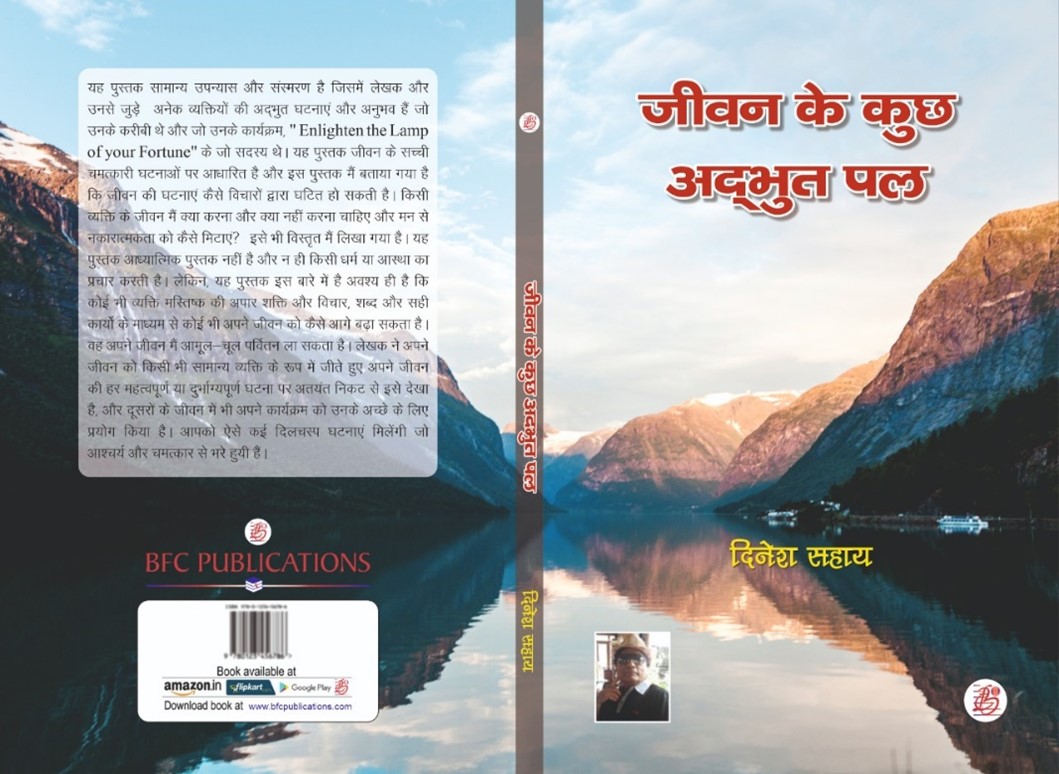 यह पुस्तक सामान्य उपन्यास और संस्मरण है जिसमें लेखक और
उनसे जुड़े अनेक व्यक्तियों की अद्भुत घटनाएं और अनुभव हैं जो
उनके करीबी थे और जो उनके कार्यक्रम, " Enlighten the Lamp
of your Fortune" के जो सदस्य थे। यह पुस्तक जीवन के सच्ची
चमत्कारी घटनाओं पर आधारित है और इस पुस्तक मैं बताया गया है
कि जीवन की घटनाएं कैसे विचारों द्वारा घटित हो सकती है। किसी
व्यक्ति के जीवन मैं क्या करना और क्या नहीं करना चाहिए और मन से
नकारात्मकता को कैसे मिटाएं? इसे भी विस्तृत मैं लिखा गया है। यह
पुस्तक आध्यात्मिक पुस्तक नहीं है और न ही किसी धर्म या आस्था का
प्रचार करती है। लेकिन, यह पुस्तक इस बारे में है अवश्य ही है कि
कोई भी व्यक्ति मस्तिष्क की अपार शक्ति और विचार, शब्द और सही
कार्यों के माध्यम से कोई भी अपने जीवन को कैसे आगे बढ़ा सकता है।
वह अपने जीवन मैं आमूल–चूल पर्वितन ला सकता है। लेखक ने अपने
जीवन को किसी भी सामान्य व्यक्ति के रूप में जीते हुए अपने जीवन
की हर महत्वपूर्ण या दुर्भाग्यपूर्ण घटना पर अतयंत निकट से इसे देखा
है, और दूसरों के जीवन में भी अपने कार्यक्रम को उनके अच्छे के लिए
प्रयोग किया है। आपको ऐसे कई दिलचस्प घटनाएं मिलेंगी जो
आश्चर्य और चमत्कार से भरे हुयी हैं।
BFC PUBLICATIONS
Book available at
amazon.in flipkart Google Play
Download book at www.bfcpublications.com
जीवन के कुछ अद्भुत पल
दिनेश सहाय
जीवन के कुछ
अद्भुत पल
दिनेश सहाय